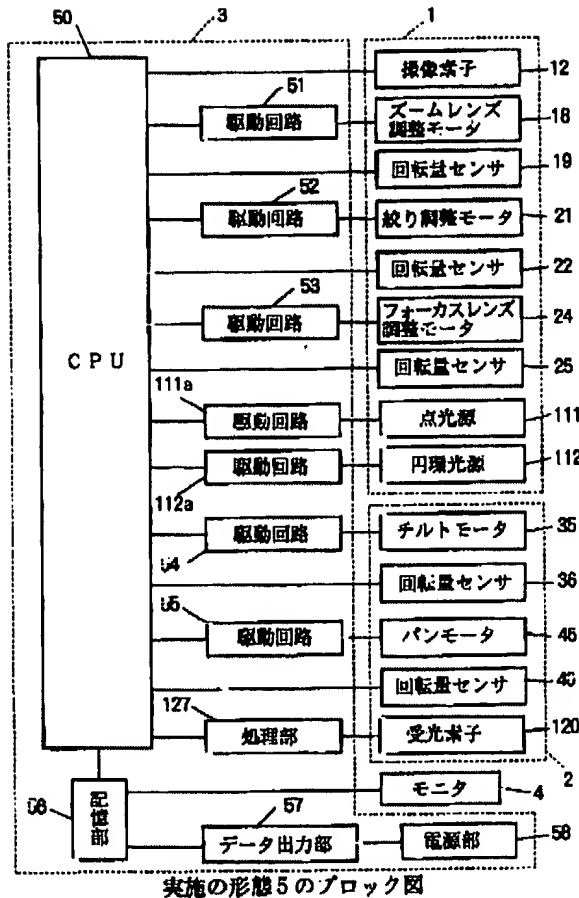 50
3
1
撮像素子
12
51
駆動回路
ズームレンズ
調整モータ
18
回転量センサ
19
52
駆動回路
絞り調整モータ
21
回転量センサ
22
53
駆動回路
フォーカスレンズ
調整モータ
24
CPU
回転量センサ
25
111a
駆動回路
点光源
111
駆動回路
円環光源
112
112a
駆動回路
チルトモータ
35
回転量センサ
36
駆動回路
パンモータ
回転量センサ
127
処理部
受光素子
120
2
記憶部
モニタ
4
57
データ出力部
電源部
58
実施の形態5のブロック図